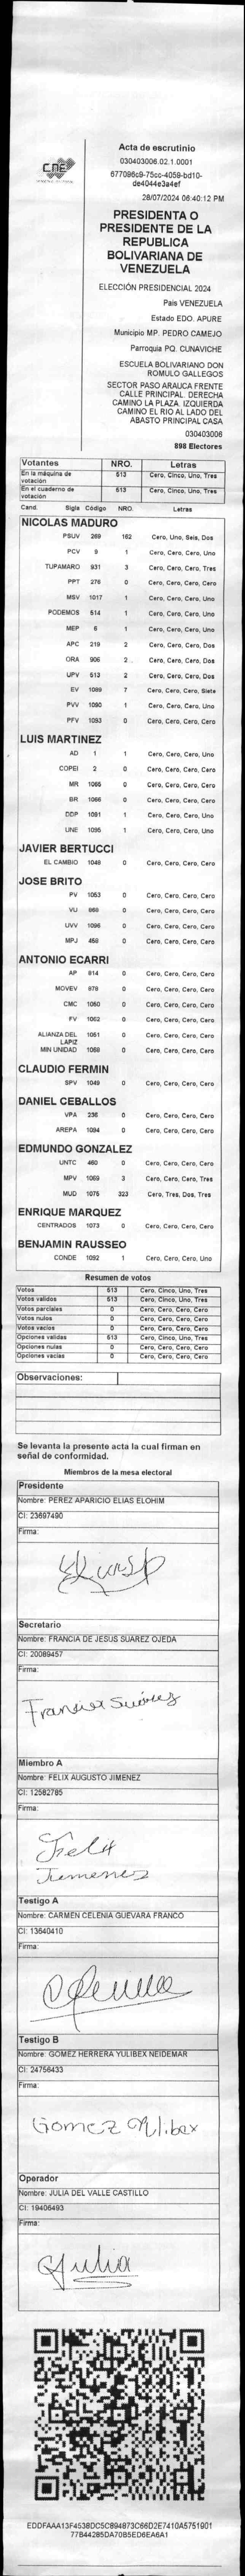 CNE
Acta de escrutinio
030403006.02.1.0001
677096c9-75cc-4059-bd10-
de4044e3a4ef
28/07/2024 06:40:12 PM
PRESIDENTA O
PRESIDENTE DE LA
REPUBLICA
BOLIVARIANA DE
VENEZUELA
ELECCIÓN PRESIDENCIAL 2024
Pais VENEZUELA
Estado EDO. APURE
Municipio MP. PEDRO CAMEJO
Parroquia PQ. CUNAVICHE
ESCUELA BOLIVARIANO DON
ROMULO GALLEGOS
SECTOR PASO ARAUCA FRENTE
CALLE PRINCIPAL. DERECHA
CAMINO LA PLAZA. IZQUIERDA
CAMINO EL RIO AL LADO DEL
ABASTO PRINCIPAL CASA
030403006
898 Electores
Votantes NRO. Letras
En la máquina de votación 513 Cero, Cinco, Uno, Tres
En el cuaderno de votación 513 Cero, Cinco, Uno, Tres
Cand. Sigla Código NRO. Letras
NICOLAS MADURO
PSUV 269 162 Cero, Uno, Seis, Dos
PCV 9 1 Cero, Cero, Cero, Uno
TUPAMARO 931 3 Cero, Cero, Cero, Tres
PPT 276 0 Cero, Cero, Cero, Cero
MSV 1017 1 Cero, Cero, Cero, Uno
PODEMOS 514 1 Cero, Cero, Cero, Uno
MEP 6 1 Cero, Cero, Cero, Uno
APC 219 2 Cero, Cero, Cero, Dos
ORA 906 2 Cero, Cero, Cero, Dos
UPV 513 2 Cero, Cero, Cero, Dos
EV 1089 7 Cero, Cero, Cero, Siete
PVV 1090 1 Cero, Cero, Cero, Uno
PFV 1093 0 Cero, Cero, Cero, Cero
LUIS MARTINEZ
AD 1 1 Cero, Cero, Cero, Uno
COPEI 2 0 Cero, Cero, Cero, Cero
MR 1065 0 Cero, Cero, Cero, Cero
BR 1066 0 Cero, Cero, Cero, Cero
DDP 1091 1 Cero, Cero, Cero, Uno
UNE 1095 1 Cero, Cero, Cero, Uno
JAVIER BERTUCCI
EL CAMBIO 1048 0 Cero, Cero, Cero, Cero
JOSE BRITO
PV 1053 0 Cero, Cero, Cero, Cero
VU 868 0 Cero, Cero, Cero, Cero
UVV 1096 0 Cero, Cero, Cero, Cero
MPJ 458 0 Cero, Cero, Cero, Cero
ANTONIO ECARRI
AP 814 0 Cero, Cero, Cero, Cero
MOVEV 878 0 Cero, Cero, Cero, Cero
CMC 1050 0 Cero, Cero, Cero, Cero
FV 1062 0 Cero, Cero, Cero, Cero
ALIANZA DEL LAPIZ 1051 0 Cero, Cero, Cero, Cero
MIN UNIDAD 1068 0 Cero, Cero, Cero, Cero
CLAUDIO FERMIN
SPV 1049 0 Cero, Cero, Cero, Cero
DANIEL CEBALLOS
VPA 236 0 Cero, Cero, Cero, Cero
AREPA 1094 0 Cero, Cero, Cero, Cero
EDMUNDO GONZALEZ
UNTC 460 0 Cero, Cero, Cero, Cero
MPV 1069 3 Cero, Cero, Cero, Tres
MUD 1075 323 Cero, Tres, Dos, Tres
ENRIQUE MARQUEZ
CENTRADOS 1073 0 Cero, Cero, Cero, Cero
BENJAMIN RAUSSEO
CONDE 1092 1 Cero, Cero, Cero, Uno
Resumen de votos
Votos 513 Cero, Cinco, Uno, Tres
Votos validos 513 Cero, Cinco, Uno, Tres
Votos parciales 0 Cero, Cero, Cero, Cero
Votos nulos 0 Cero, Cero, Cero, Cero
Votos vacios 0 Cero, Cero, Cero, Cero
Opciones validas 513 Cero, Cinco, Uno, Tres
Opciones nulas 0 Cero, Cero, Cero, Cero
Opciones vacias 0 Cero, Cero, Cero, Cero
Observaciones:
Se levanta la presente acta la cual firman en
señal de conformidad.
Miembros de la mesa electoral
Presidente
Nombre: PEREZ APARICIO ELIAS ELOHIM
CI: 23697490
Firma:
Secretario
Nombre: FRANCIA DE JESUS SUAREZ OJEDA
CI: 20089457
Firma:
Francia Suárez
Miembro A
Nombre: FELIX AUGUSTO JIMENEZ
CI: 12582785
Firma:
Felix
Jimenez
Testigo A
Nombre: CARMEN CELENIA GUEVARA FRANCO
CI: 13640410
Firma:
Testigo B
Nombre: GOMEZ HERRERA YULIBEX NEIDEMAR
CI: 24756433
Firma:
Gomez Yulibex
Operador
Nombre: JULIA DEL VALLE CASTILLO
CI: 19406493
Firma:
Julia
EDDFAAA13F4538DC5C894873C66D2E7410A5751901
77B44285DA70B5ED6EA6A1